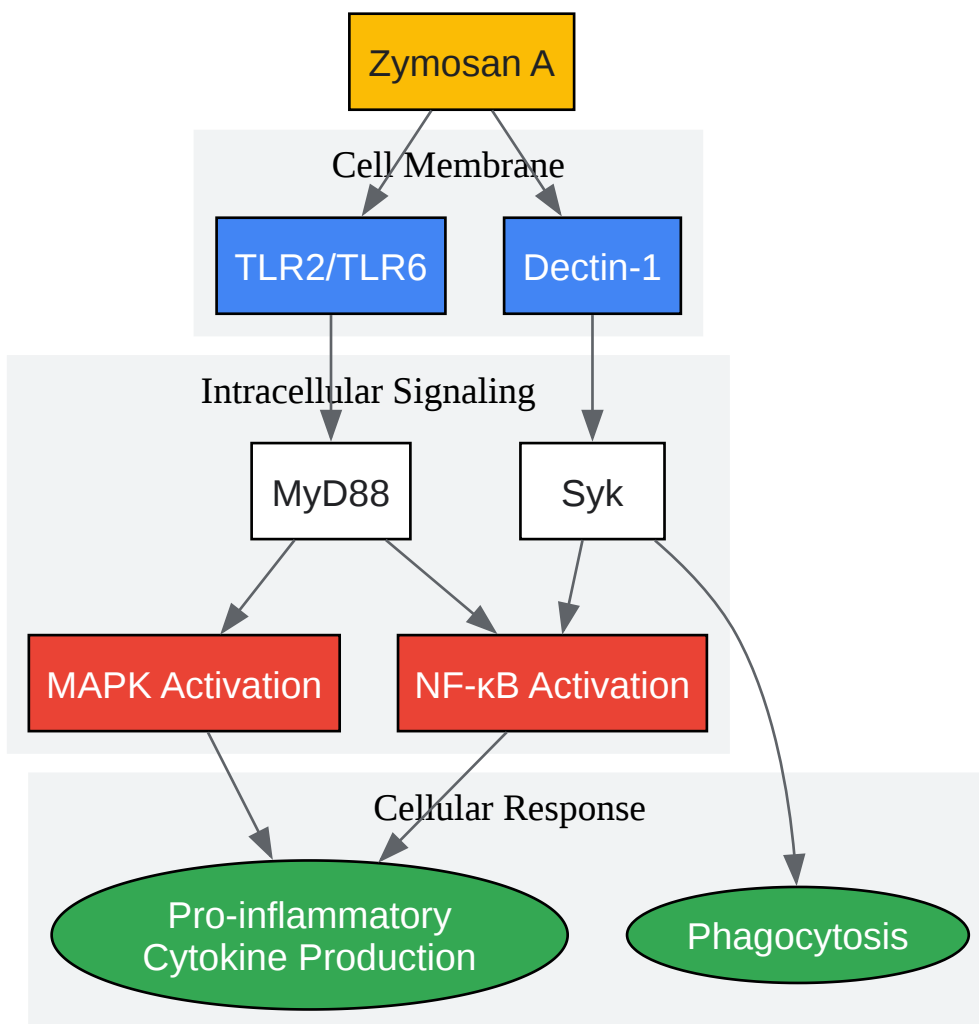 Zymosan A
Cell Membrane
TLR2/TLR6
Dectin-1
Intracellular Signaling
MyD88
Syk
MAPK Activation
NF-κB Activation
Cellular Response
Pro-inflammatory
Cytokine Production
Phagocytosis